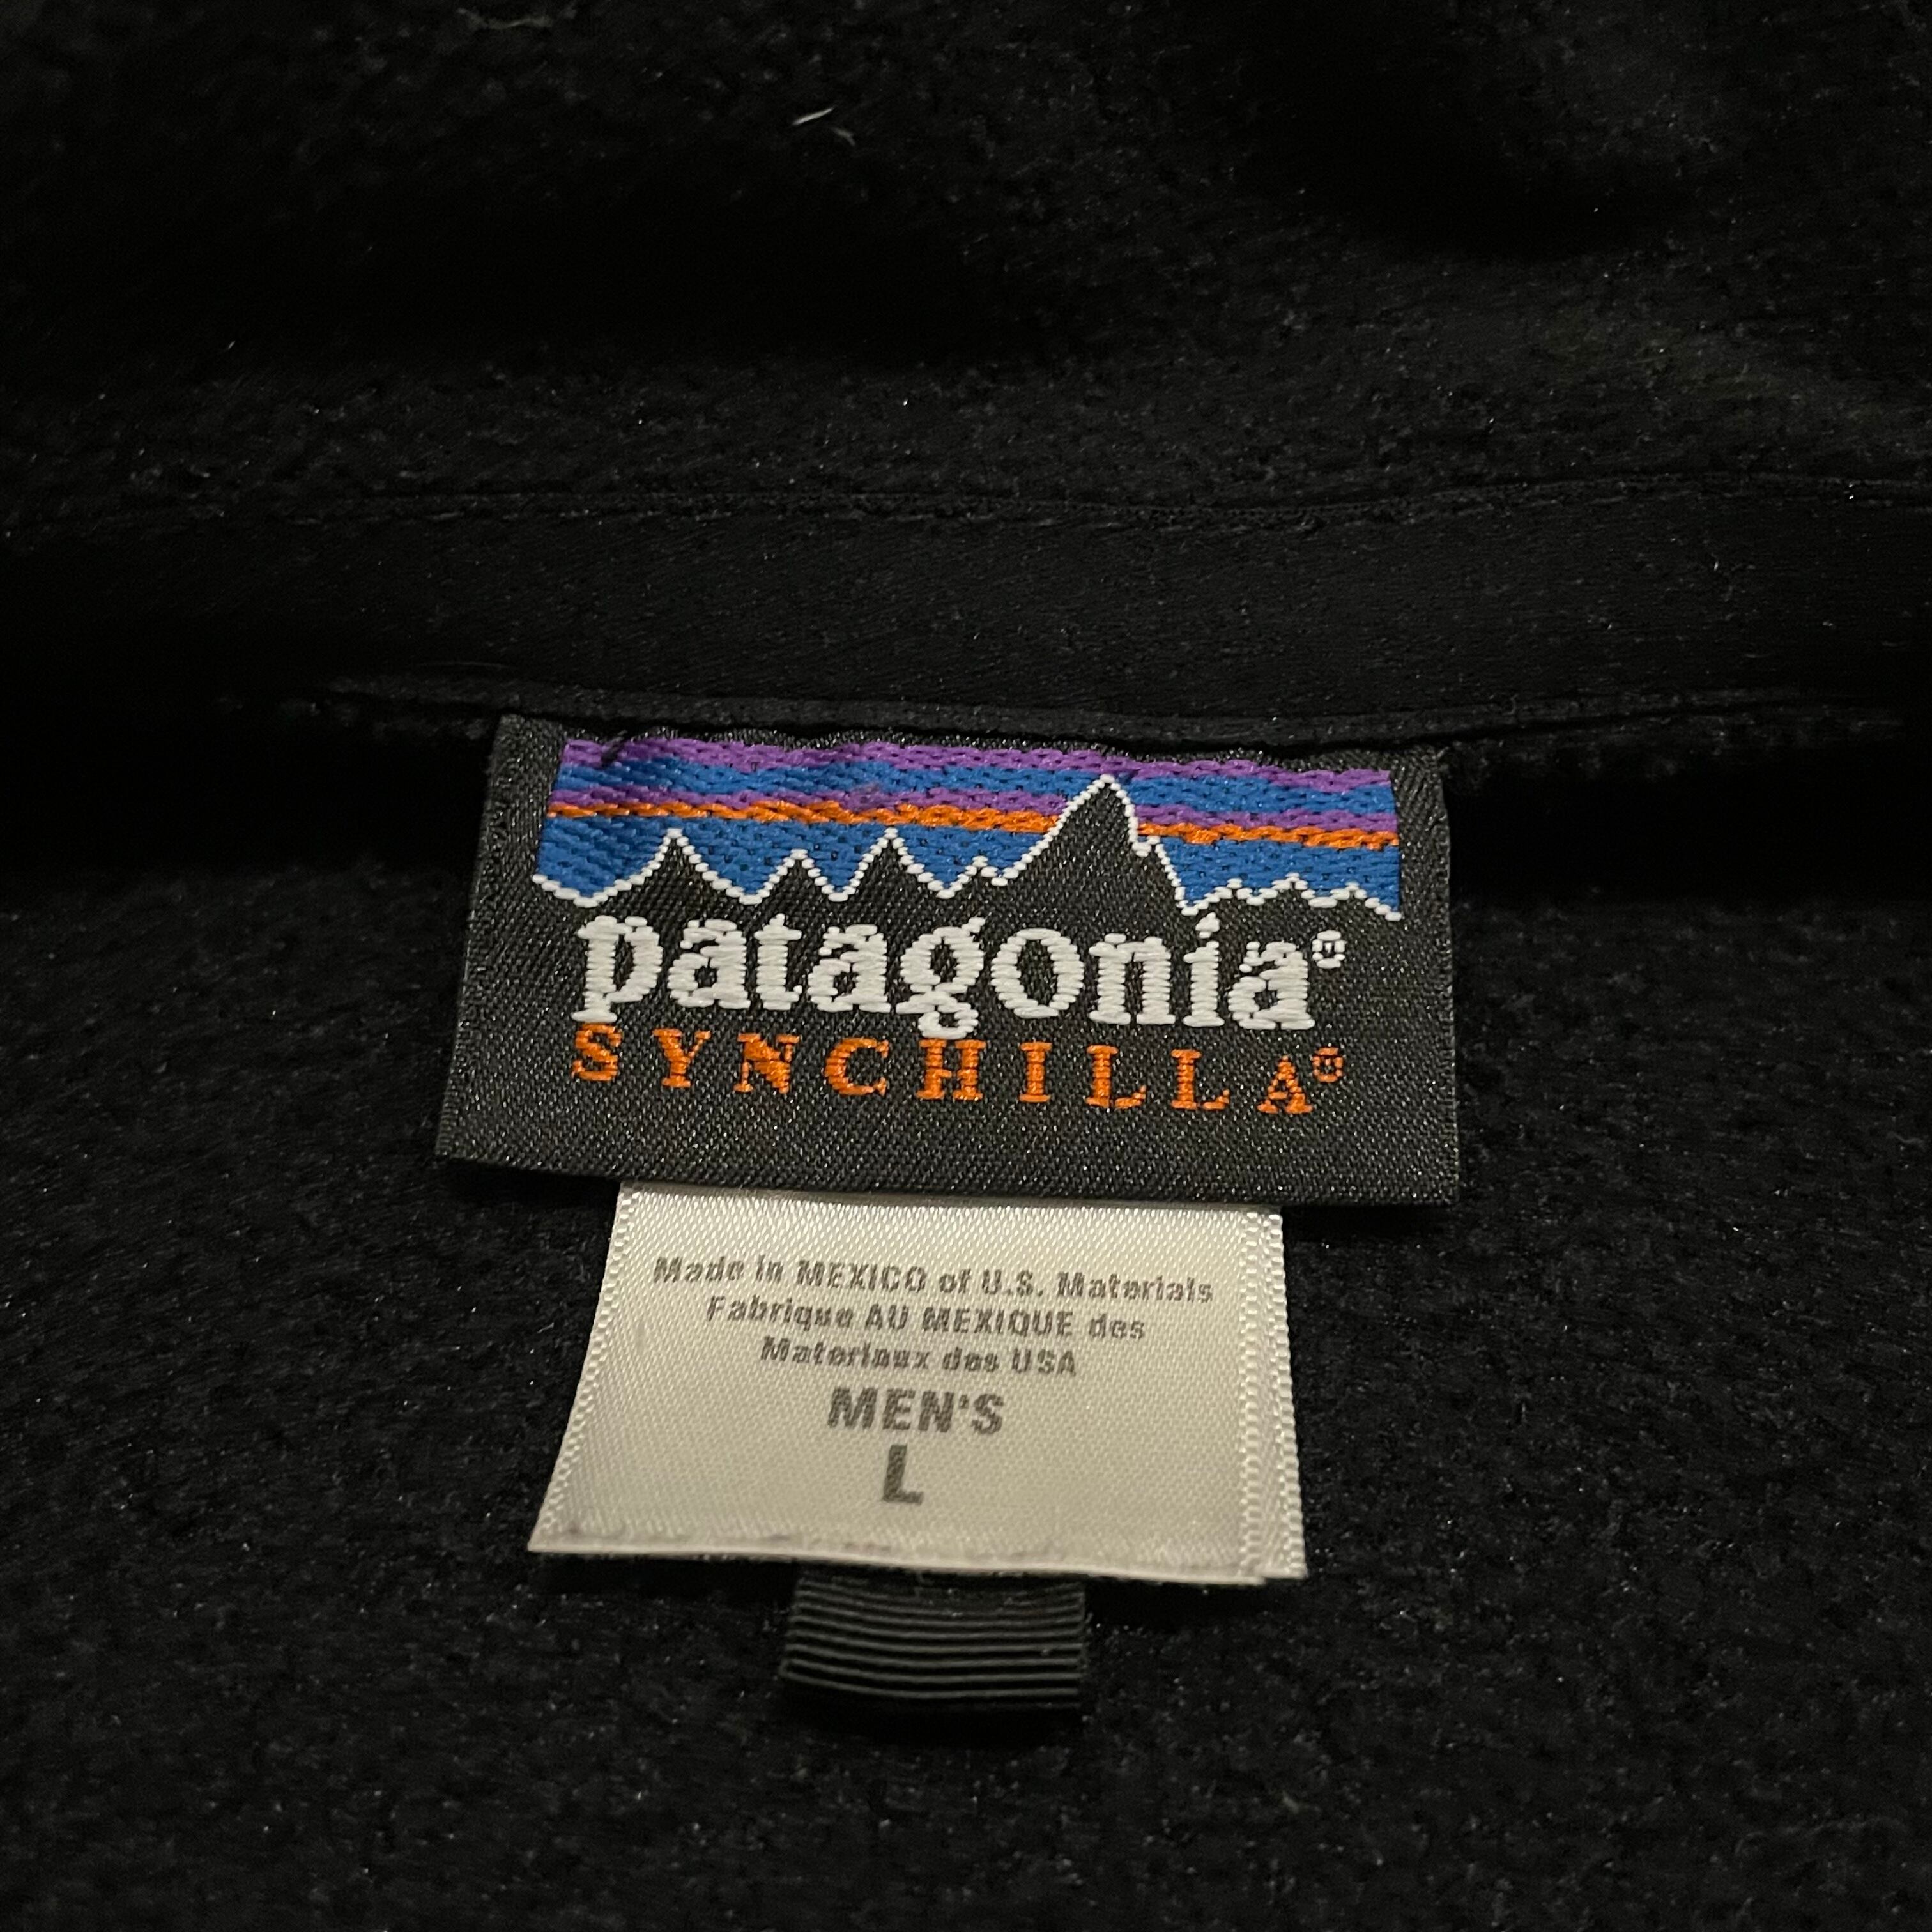 patagonia®
SYNCHILLA®
Made in MEXICO of U.S. Materials
Fabrique AU MEXIQUE des
Materiaux des USA
MEN'S
L